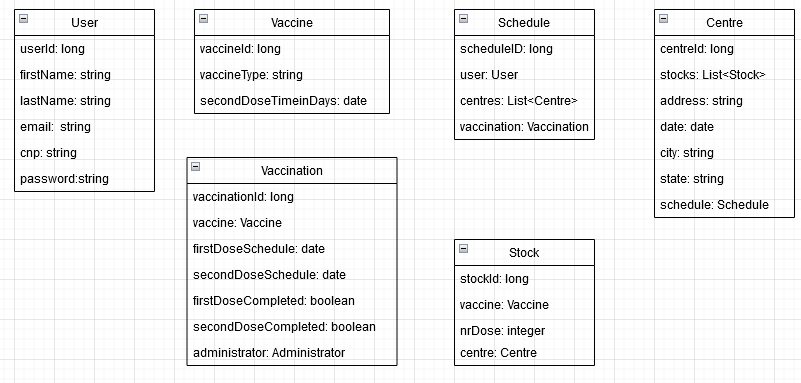 User
userId: long
firstName: string
lastName: string
email: string
cnp: string
password:string
Vaccine
vaccineId: long
vaccineType: string
secondDoseTimeinDays: date
Vaccination
vaccinationId: long
vaccine: Vaccine
firstDoseSchedule: date
secondDoseSchedule: date
firstDoseCompleted: boolean
secondDoseCompleted: boolean
administrator: Administrator
Schedule
scheduleID: long
user: User
centres: List<Centre>
vaccination: Vaccination
Stock
stockId: long
vaccine: Vaccine
nrDose: integer
centre: Centre
Centre
centreId: long
stocks: List<Stock>
address: string
date: date
city: string
state: string
schedule: Schedule